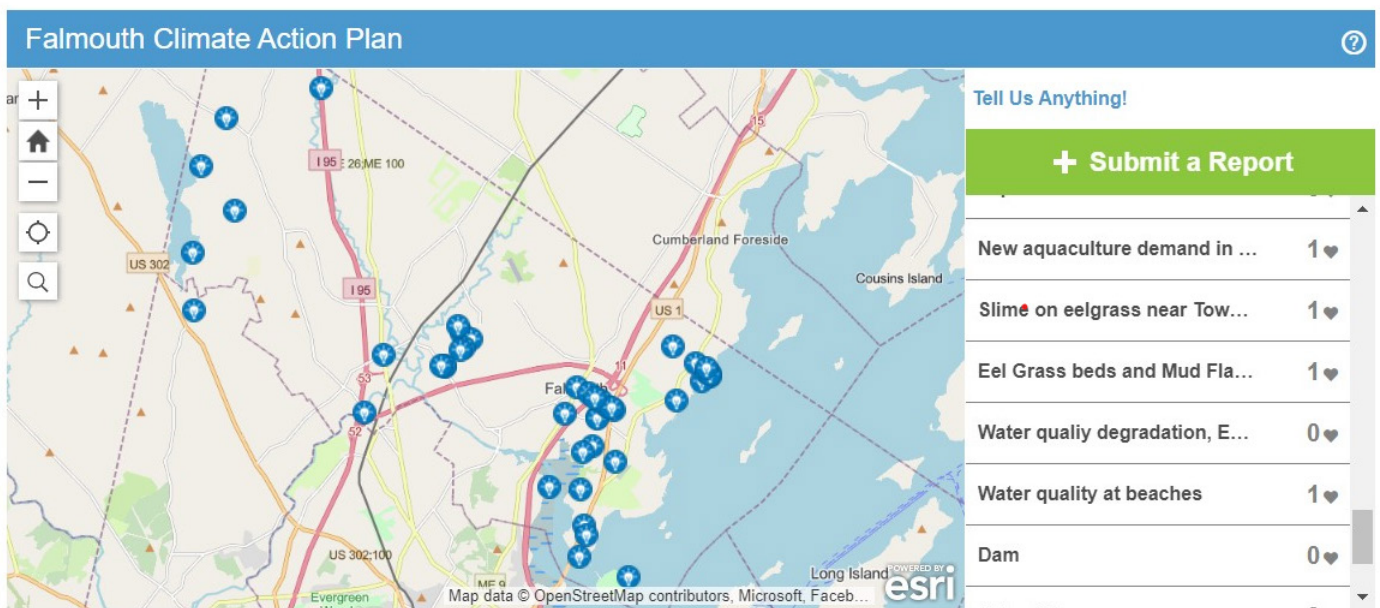 Falmouth Climate Action Plan
Tell Us Anything!
+ Submit a Report
New aquaculture demand in ... 1
Slime on eelgrass near Tow... 1
Eel Grass beds and Mud Fla... 1
Water qualiy degradation, E... 0
Water quality at beaches 1
Dam 0
15
I 95
E 26;ME 100
Cumberland Foreside
US 302
Cousins Island
I 95
US 1
11
53
52
US 302;100
Long Island
POWERED BY
esri
ME 9
Evergreen
Map data © OpenStreetMap contributors, Microsoft, Faceb...